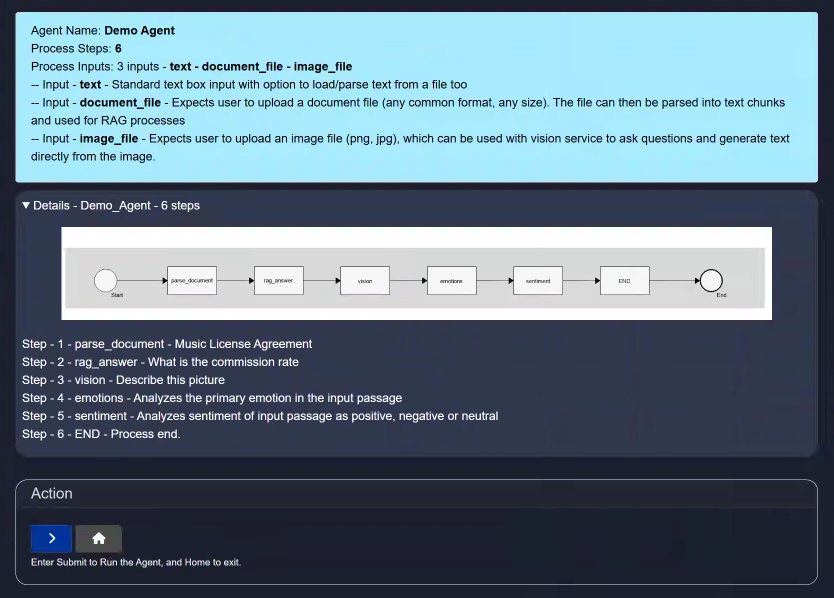 Agent Name: Demo Agent
Process Steps: 6
Process Inputs: 3 inputs - text - document_file - image_file
-- Input - text - Standard text box input with option to load/parse text from a file too
-- Input - document_file - Expects user to upload a document file (any common format, any size). The file can then be parsed into text chunks
and used for RAG processes
-- Input - image_file - Expects user to upload an image file (png, jpg), which can be used with vision service to ask questions and generate text
directly from the image.
▼ Details - Demo_Agent - 6 steps
Start
parse_document
rag_answer
vision
emotions
sentiment
END
End
Step - 1 - parse_document - Music License Agreement
Step - 2 - rag_answer - What is the commission rate
Step - 3 - vision - Describe this picture
Step - 4 - emotions - Analyzes the primary emotion in the input passage
Step - 5 - sentiment - Analyzes sentiment of input passage as positive, negative or neutral
Step - 6 - END - Process end.
Action
Enter Submit to Run the Agent, and Home to exit.